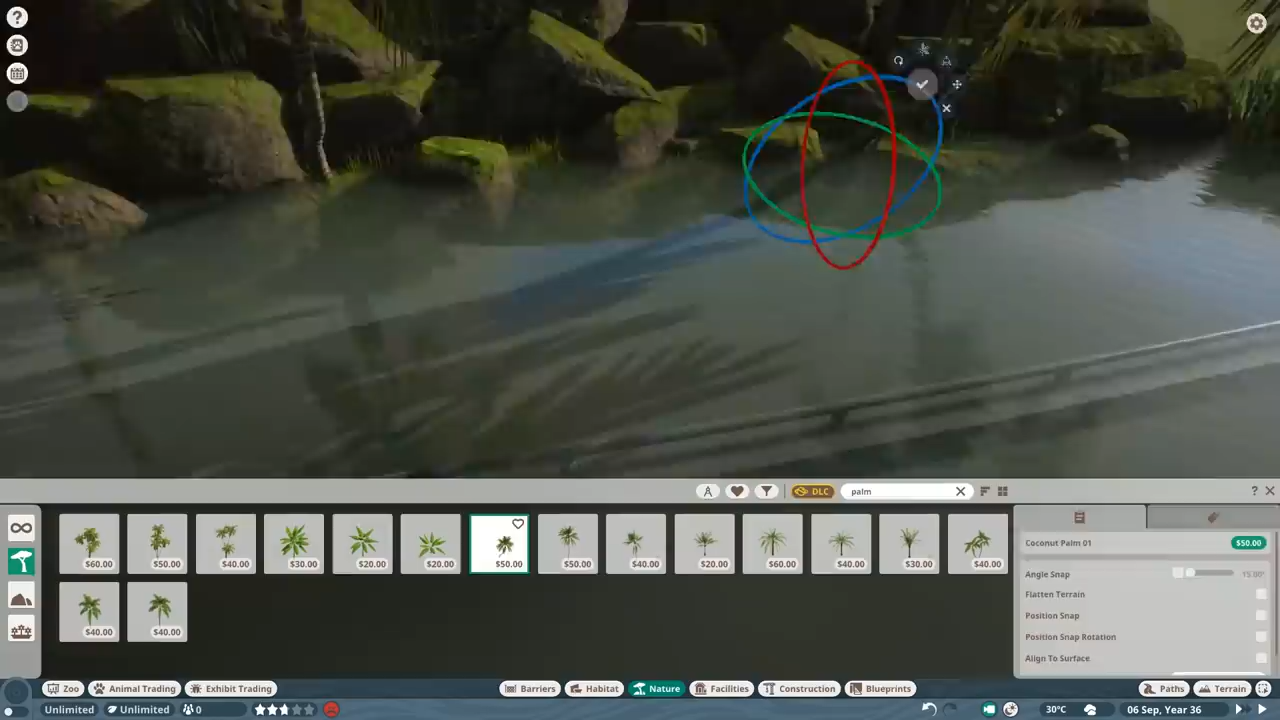 ?
DLC
palm
?
$60.00
$50.00
$40.00
$30.00
$20.00
$20.00
$50.00
$50.00
$40.00
$20.00
$60.00
$40.00
$30.00
$40.00
$40.00
$40.00
Coconut Palm 01
$50.00
Angle Snap
15.00°
Flatten Terrain
Position Snap
Position Snap Rotation
Align To Surface
Zoo
Animal Trading
Exhibit Trading
Barriers
Habitat
Nature
Facilities
Construction
Blueprints
Paths
Terrain
Unlimited
Unlimited
0
30°C
06 Sep, Year 36